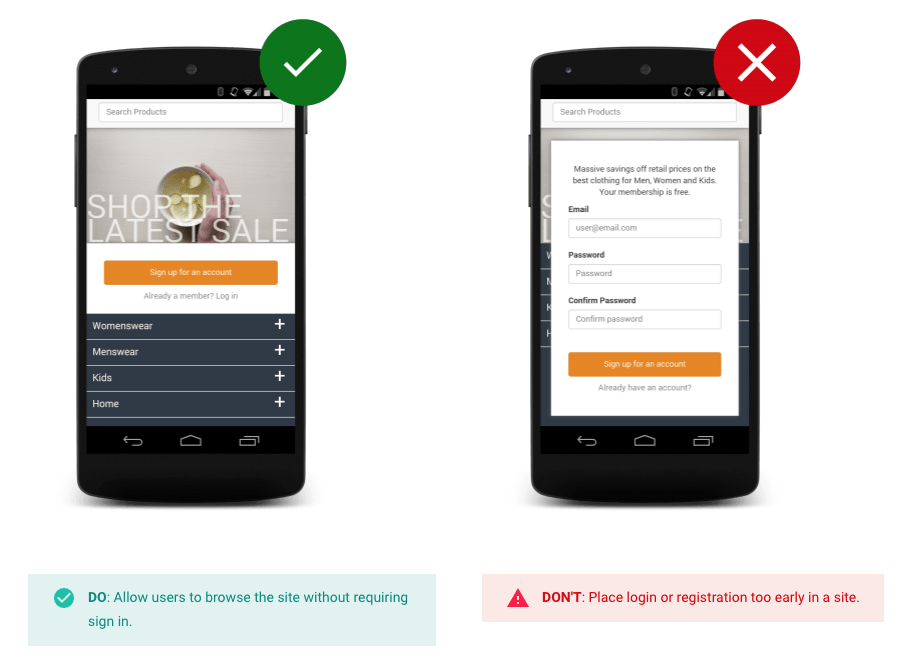 Search Products
SHOP THE
LATEST SALE
Sign up for an account
Already a member? Log in
Womenswear
Menswear
Kids
Home
DO: Allow users to browse the site without requiring
sign in.
Search Products
Massive savings off retail prices on the
best clothing for Men, Women and Kids.
Your membership is free.
Email
user@email.com
Password
Password
Confirm Password
Confirm password
Sign up for an account
Already have an account?
DON'T: Place login or registration too early in a site.